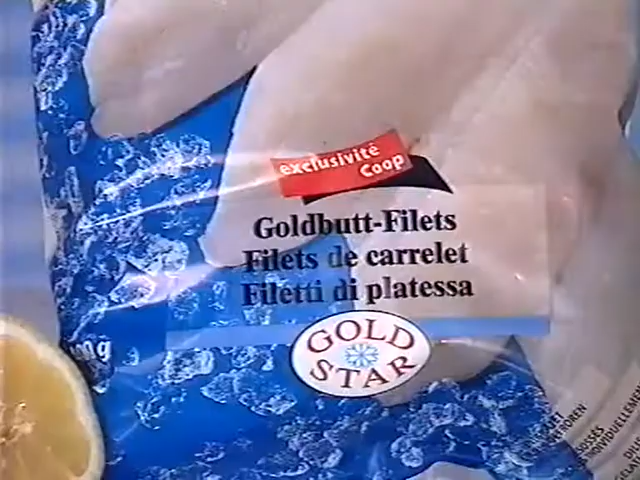 exclusivité
Coop
Goldbutt-Filets
Filets de carrelet
Filetti di platessa
GOLD
STAR